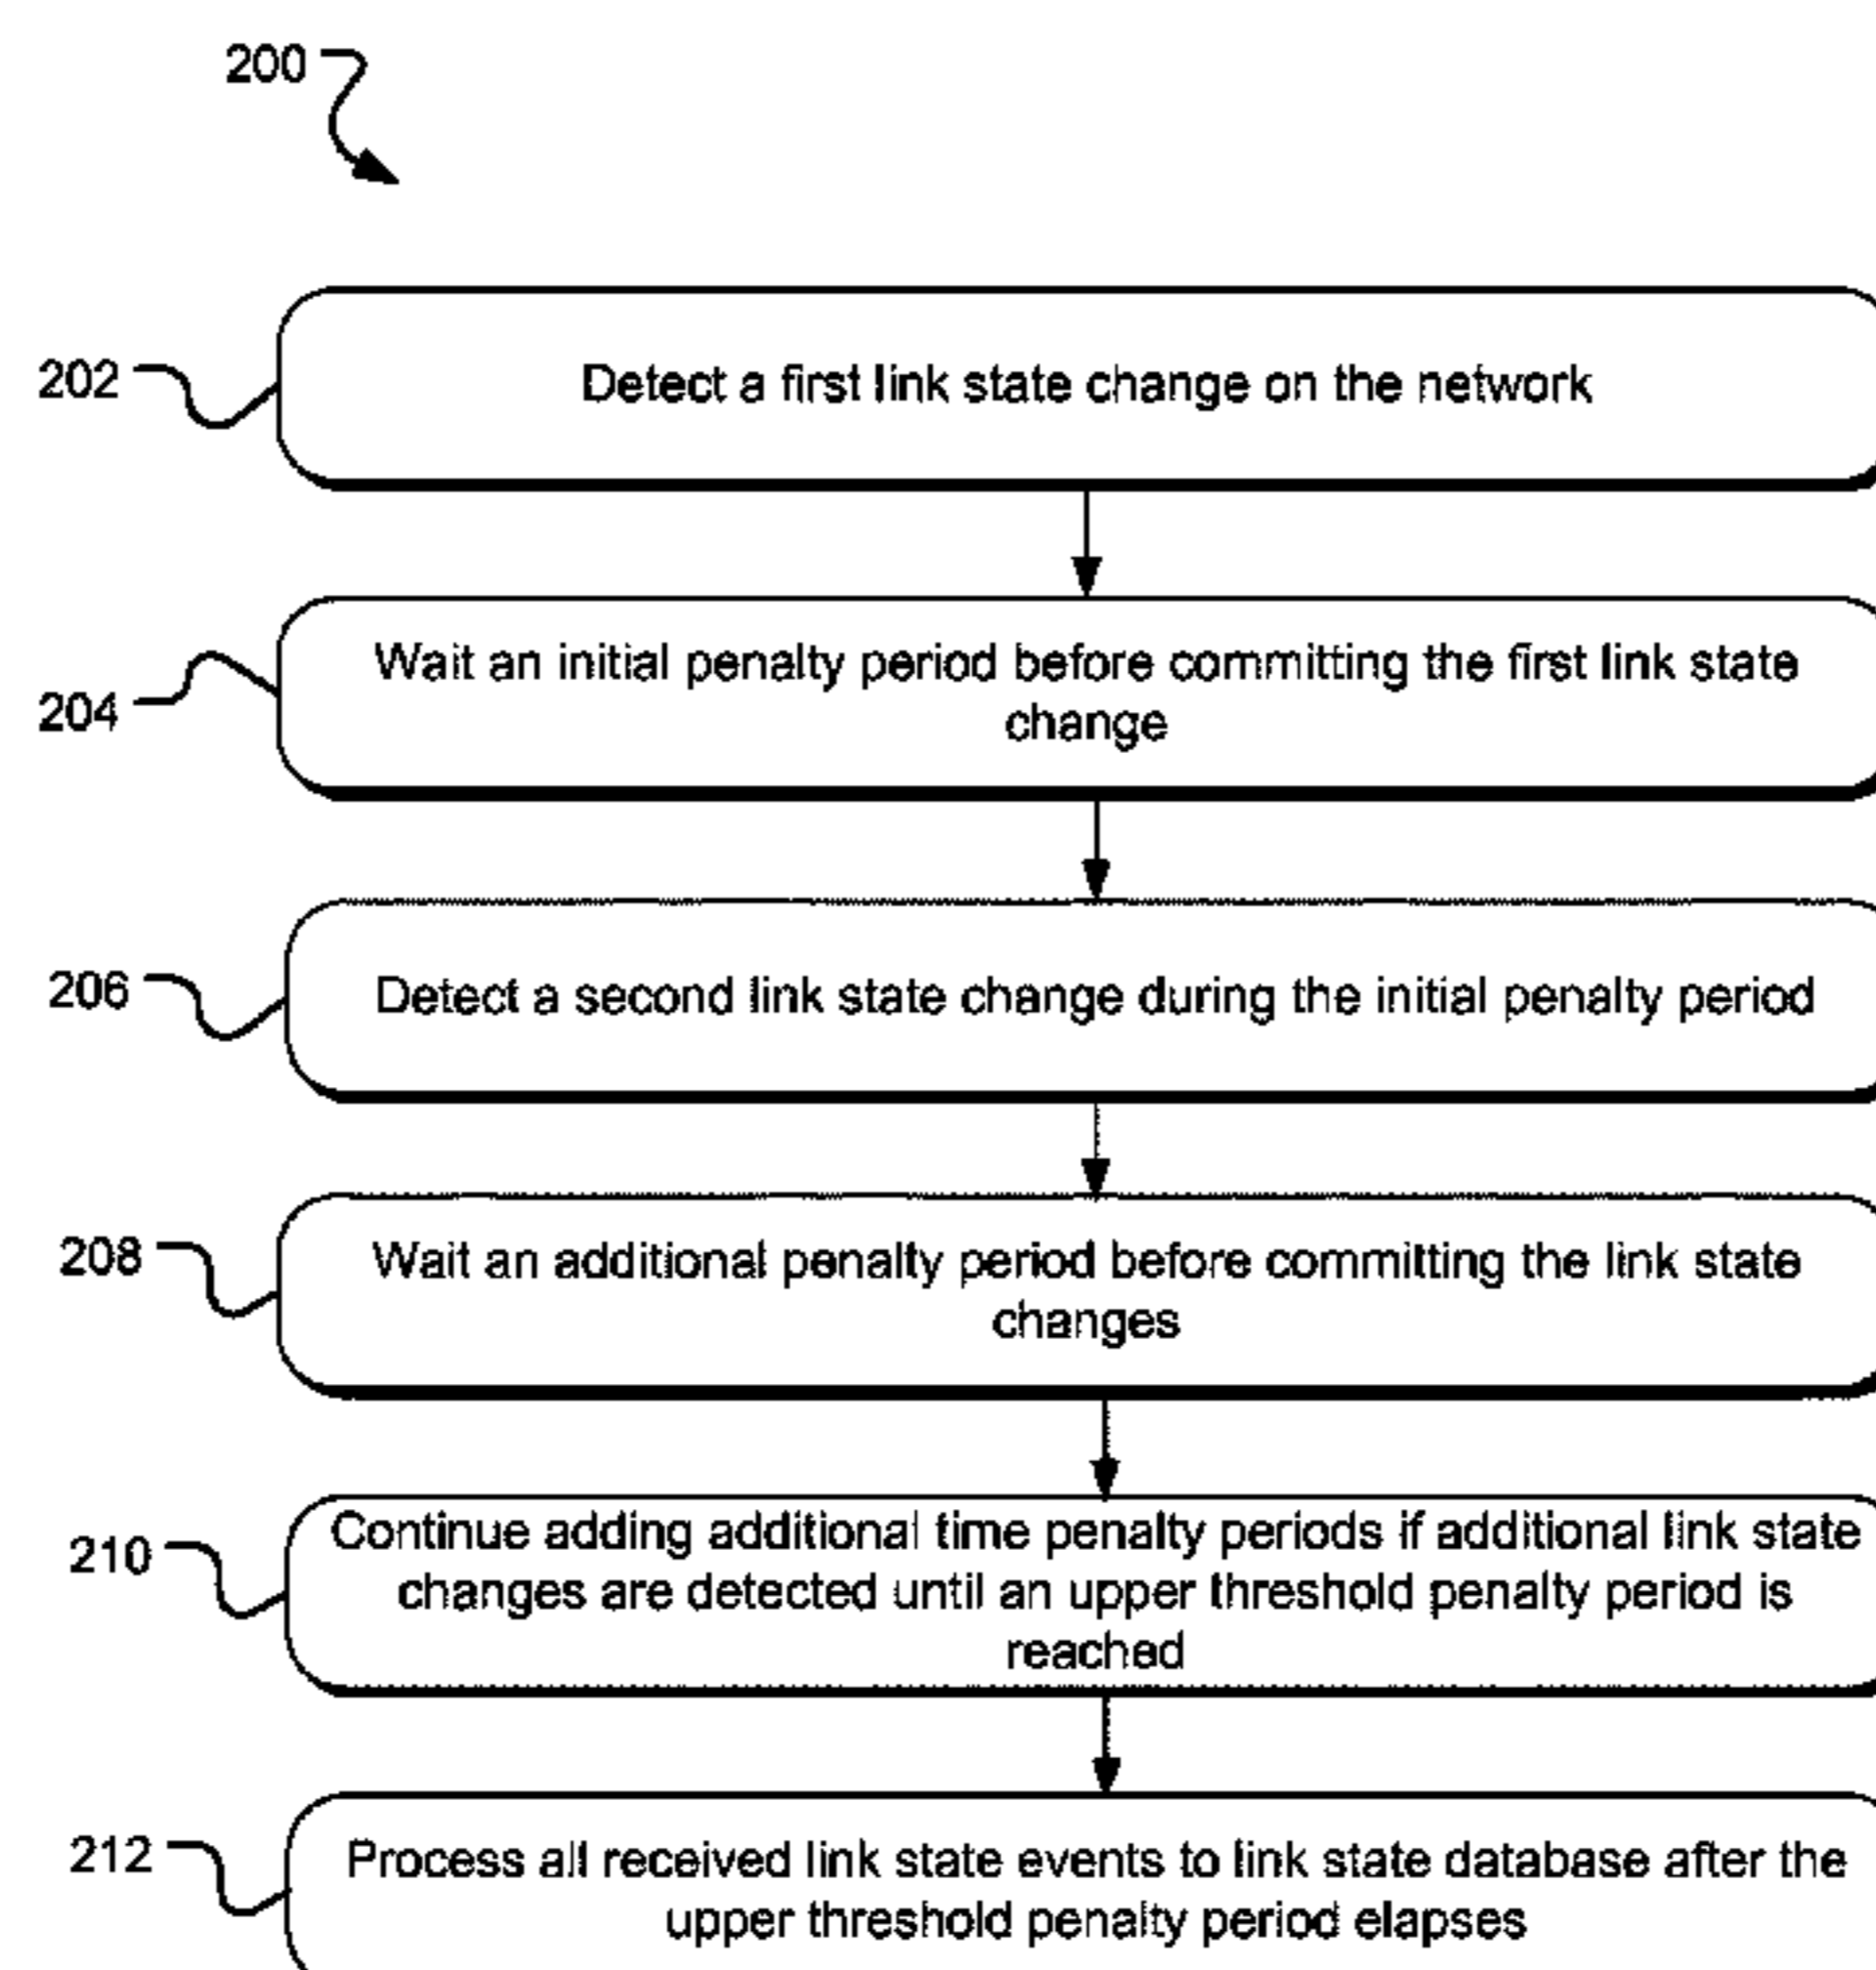 200
202
Detect a first link state change on the network
204
Wait an initial penalty period before committing the first link state
change
206
Detect a second link state change during the initial penalty period
208
Wait an additional penalty period before committing the link state
changes
210
Continue adding additional time penalty periods if additional link state
changes are detected until an upper threshold penalty period is
reached
212
Process all received link state events to link state database after the
upper threshold penalty period elapses